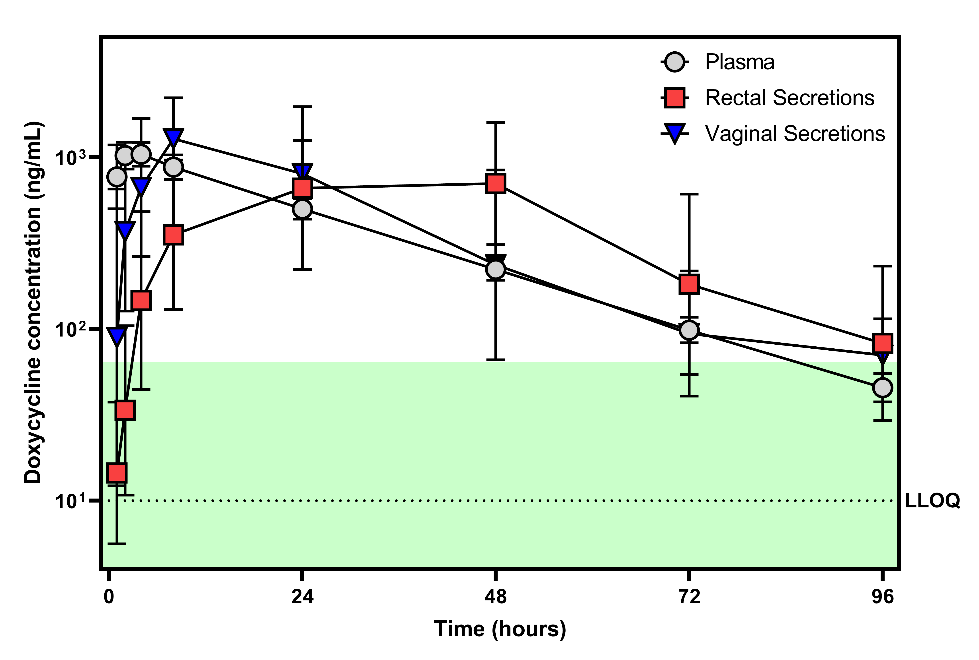 Plasma
Rectal Secretions
Vaginal Secretions
Doxycycline concentration (ng/mL)
10³
10²
10¹
LLOQ
0 24 48 72 96
Time (hours)